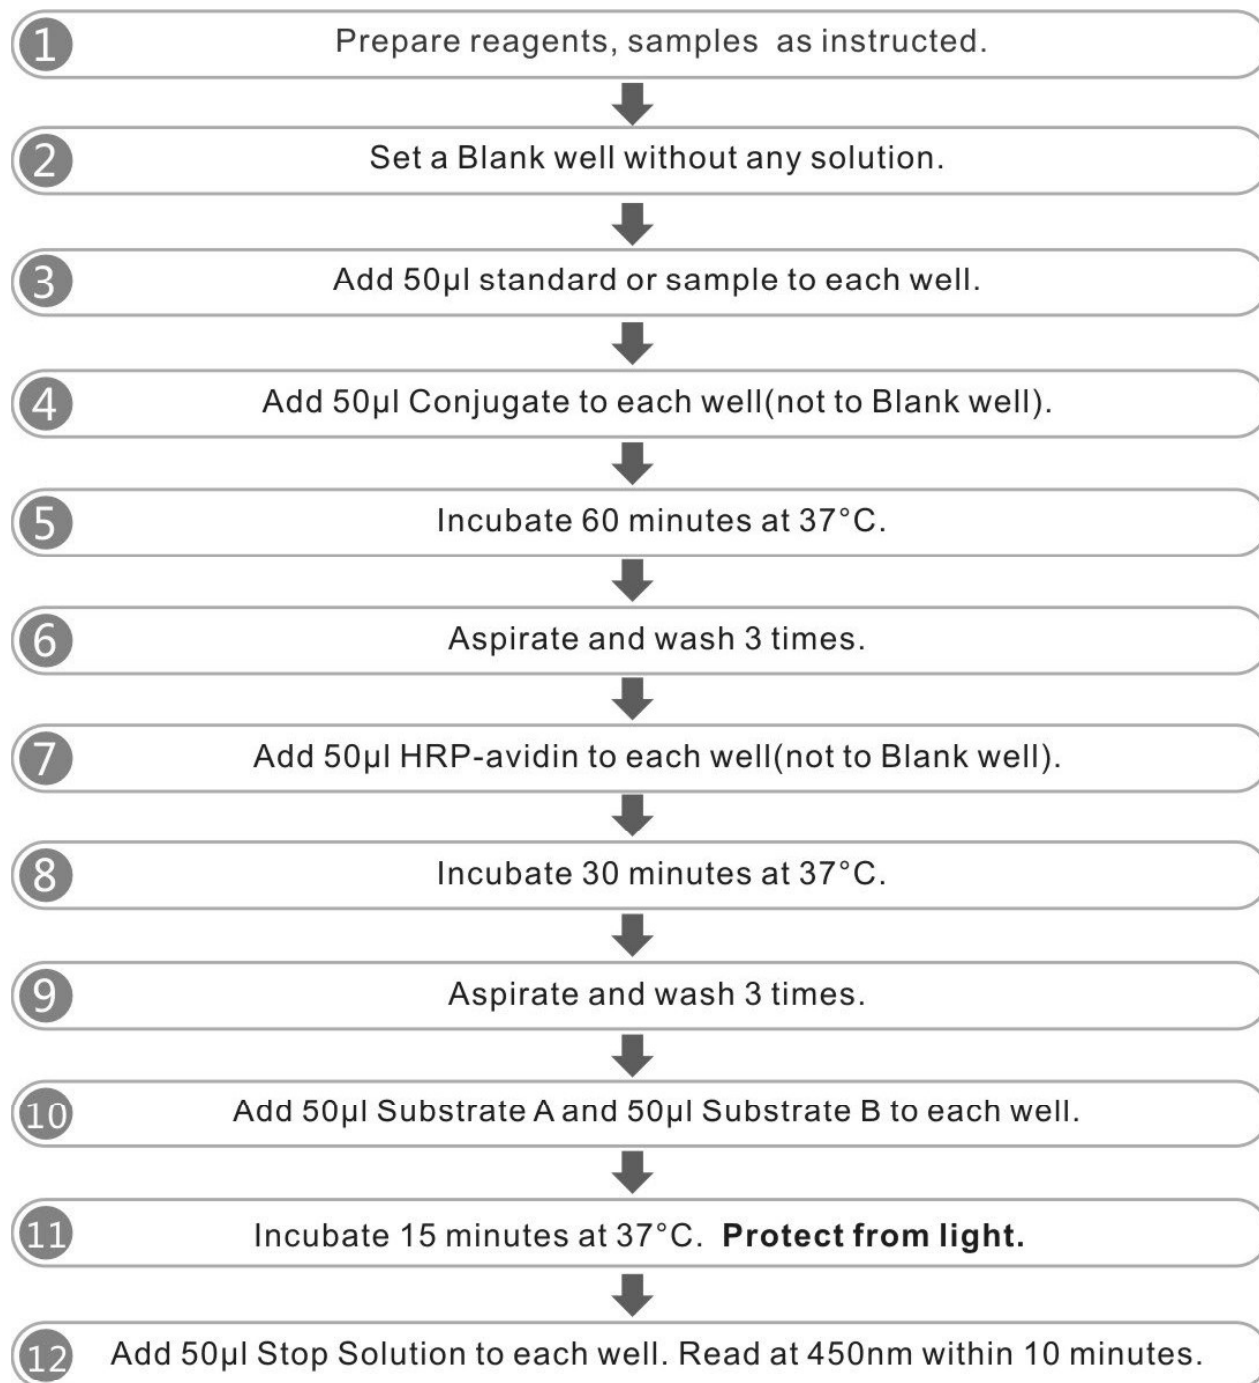 1 Prepare reagents, samples as instructed.
2 Set a Blank well without any solution.
3 Add 50µl standard or sample to each well.
4 Add 50µl Conjugate to each well(not to Blank well).
5 Incubate 60 minutes at 37°C.
6 Aspirate and wash 3 times.
7 Add 50µl HRP-avidin to each well(not to Blank well).
8 Incubate 30 minutes at 37°C.
9 Aspirate and wash 3 times.
10 Add 50µl Substrate A and 50µl Substrate B to each well.
11 Incubate 15 minutes at 37°C. Protect from light.
12 Add 50µl Stop Solution to each well. Read at 450nm within 10 minutes.